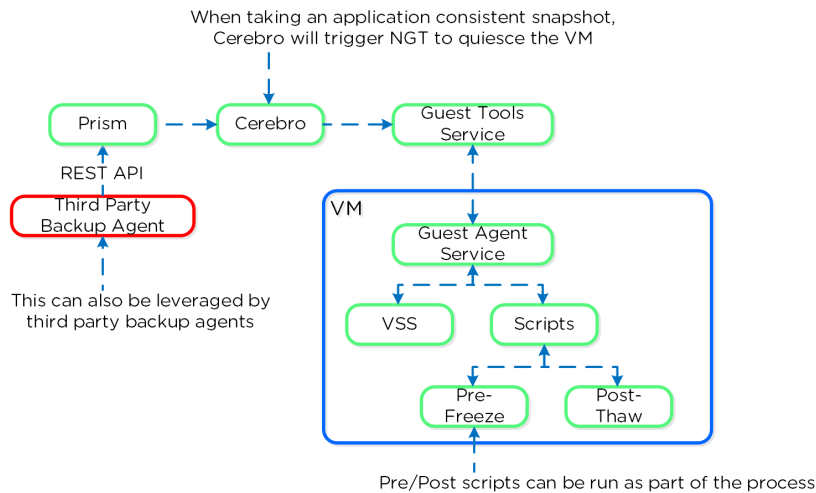 When taking an application consistent snapshot,
Cerebro will trigger NGT to quiesce the VM
Prism
Cerebro
Guest Tools
Service
REST API
Third Party
Backup Agent
This can also be leveraged by
third party backup agents
VM
Guest Agent
Service
VSS
Scripts
Pre-
Freeze
Post-
Thaw
Pre/Post scripts can be run as part of the process